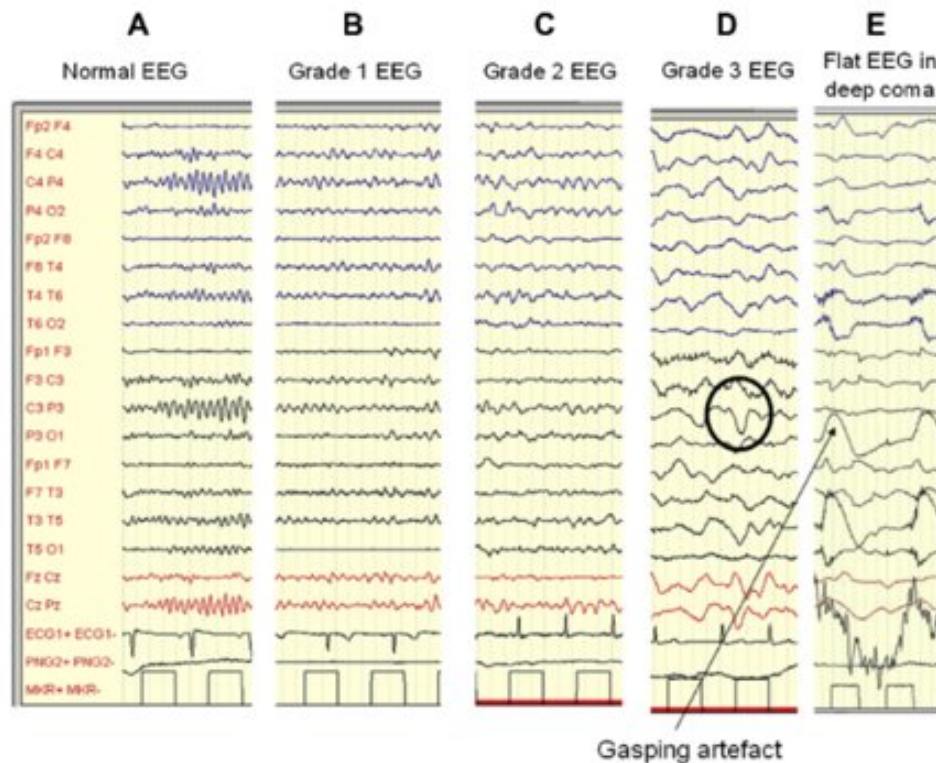 A B C D E
Normal EEG Grade 1 EEG Grade 2 EEG Grade 3 EEG Flat EEG in
deep coma
Fp2 F4
F4 C4
C4 P4
P4 O2
Fp2 F8
F8 T4
T4 T6
T6 O2
Fp1 F3
F3 C3
C3 P3
P3 O1
Fp1 F7
F7 T3
T3 T5
T5 O1
Fz Cz
Cz Pz
ECG1+ ECG1-
PNG2+ PNG2-
MKR+ MKR-
Gasping artefact